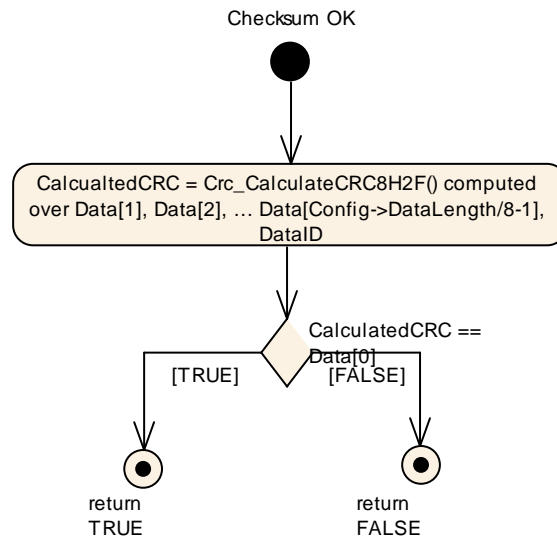 Checksum OK
CalcualtedCRC = Crc_CalculateCRC8H2F() computed
over Data[1], Data[2], ... Data[Config->DataLength/8-1],
DataID
CalculatedCRC ==
Data[0]
[TRUE]
[FALSE]
return
TRUE
return
FALSE